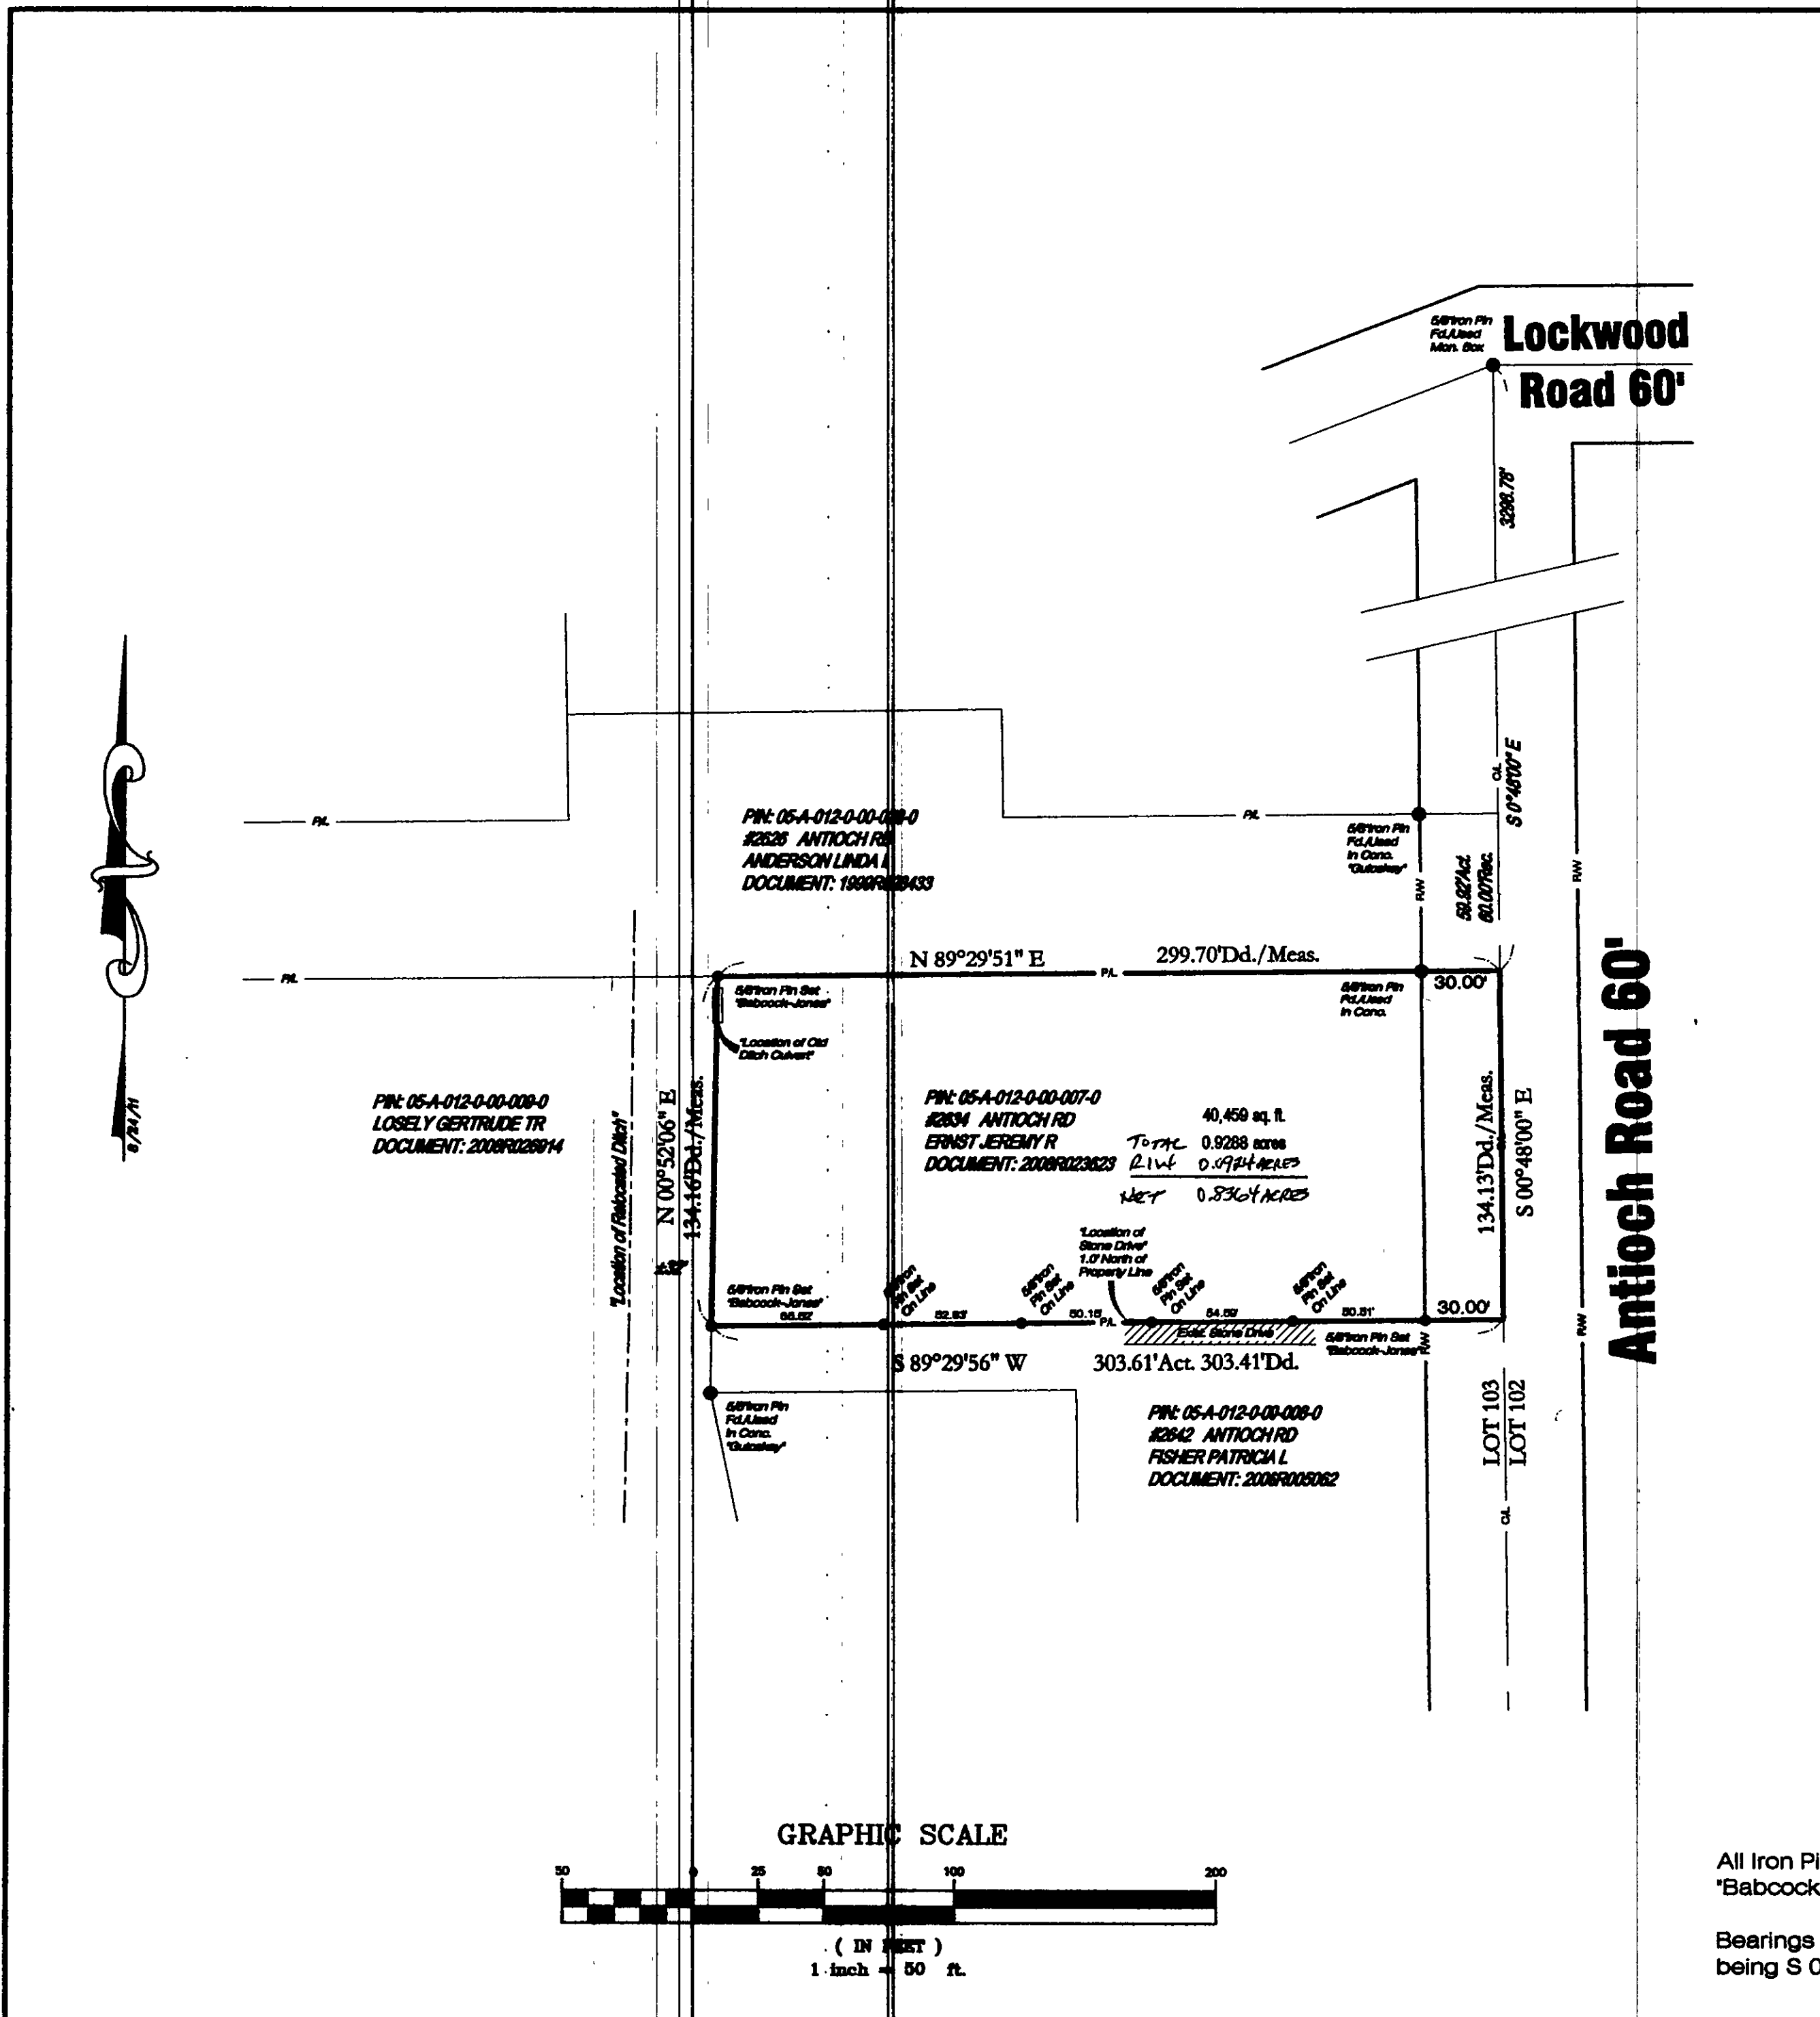 5/8"Iron Pin
Fd./Used
Mon. Box
Lockwood
Road 60'
3298.78'
C/L
S 0°48'00" E
PIN: 05-A-012-0-00-0
-0
#2626 ANTIOCH RD
ANDERSON LINDA L
DOCUMENT: 433
P/L
P/L
5/8"Iron Pin
Fd./Used
In Conc.
"Gutoskey"
R/W
R/W
59.92'Act.
60.00'Rec.
Antioch Road 60'
P/L
N 89°29'51" E
P/L
299.70'Dd./Meas.
30.00'
5/8"Iron Pin Set
"Babcock-Jones"
5/8"Iron Pin
Fd./Used
In Conc.
"Location of Old
Ditch Culvert"
8/24/11
PIN: 05-A-012-0-00-009-0
LOSELY GERTRUDE TR
DOCUMENT: 2008R026914
"Location of Relocated Ditch"
N 00°52'06" E
134.16'Dd./Meas.
±32'
PIN: 05-A-012-0-00-007-0
#2634 ANTIOCH RD
ERNST JEREMY R
DOCUMENT: 2008R023623
40,459 sq. ft.
TOTAL 0.9288 acres
R/W 0.0924 ACRES
NET 0.8364 ACRES
134.13'Dd./Meas.
S 00°48'00" E
"Location of
Stone Drive"
1.0' North of
Property Line
5/8"Iron Pin Set
"Babcock-Jones"
5/8"Iron
Pin Set
On Line
5/8"Iron
Pin Set
On Line
5/8"Iron
Pin Set
On Line
5/8"Iron
Pin Set
On Line
65.52'
52.93'
50.15'
P/L
54.59'
50.51'
30.00'
Exist. Stone Drive
5/8"Iron Pin Set
"Babcock-Jones"
R/W
R/W
S 89°29'56" W
303.61'Act. 303.41'Dd.
5/8"Iron Pin
Fd./Used
In Conc.
"Gutoskey"
PIN: 05-A-012-0-00-008-0
#2642 ANTIOCH RD
FISHER PATRICIA L
DOCUMENT: 2006R005062
LOT 103
LOT 102
C/L
GRAPHIC SCALE
50 0 25 50 100 200
( IN FEET )
1 inch = 50 ft.
All Iron Pi
"Babcock
Bearings
being S 0